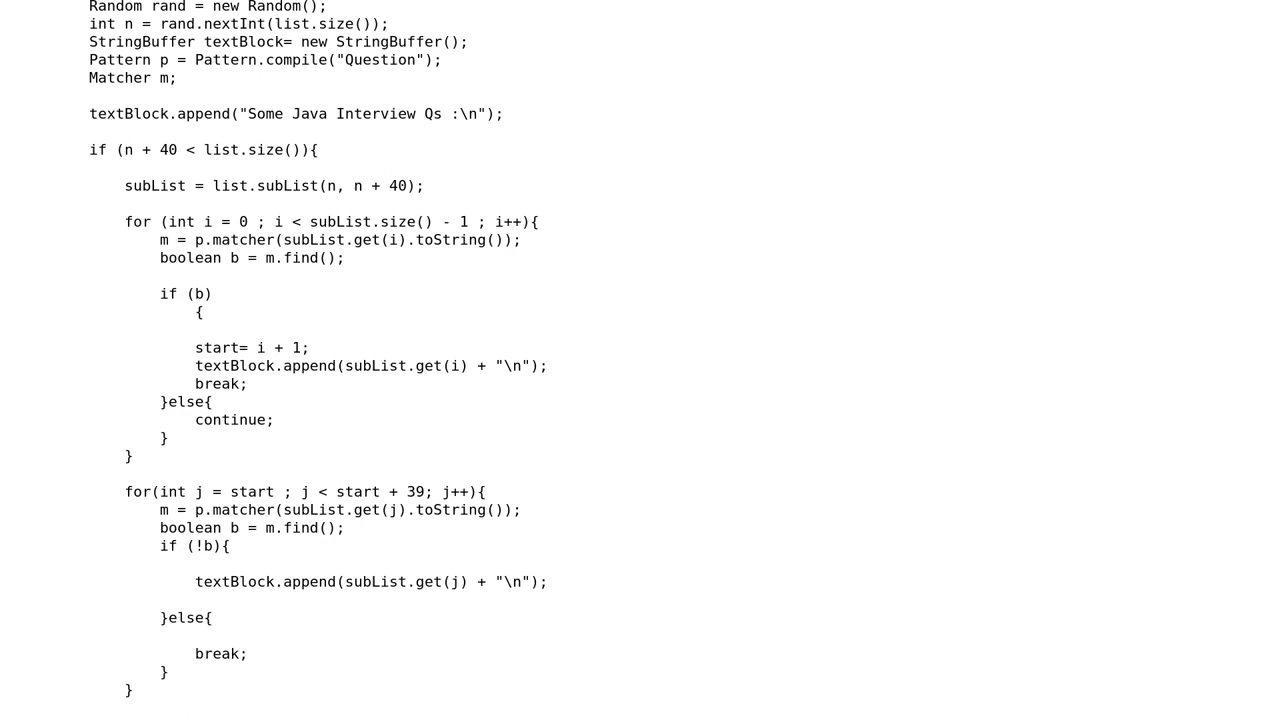 Random rand = new Random();
int n = rand.nextInt(list.size());
StringBuffer textBlock= new StringBuffer();
Pattern p = Pattern.compile("Question");
Matcher m;
textBlock.append("Some Java Interview Qs :\n");
if (n + 40 < list.size()){
subList = list.subList(n, n + 40);
for (int i = 0 ; i < subList.size() - 1 ; i++){
m = p.matcher(subList.get(i).toString());
boolean b = m.find();
if (b)
{
start= i + 1;
textBlock.append(subList.get(i) + "\n");
break;
}else{
continue;
}
}
for(int j = start ; j < start + 39; j++){
m = p.matcher(subList.get(j).toString());
boolean b = m.find();
if (!b){
textBlock.append(subList.get(j) + "\n");
}else{
break;
}
}